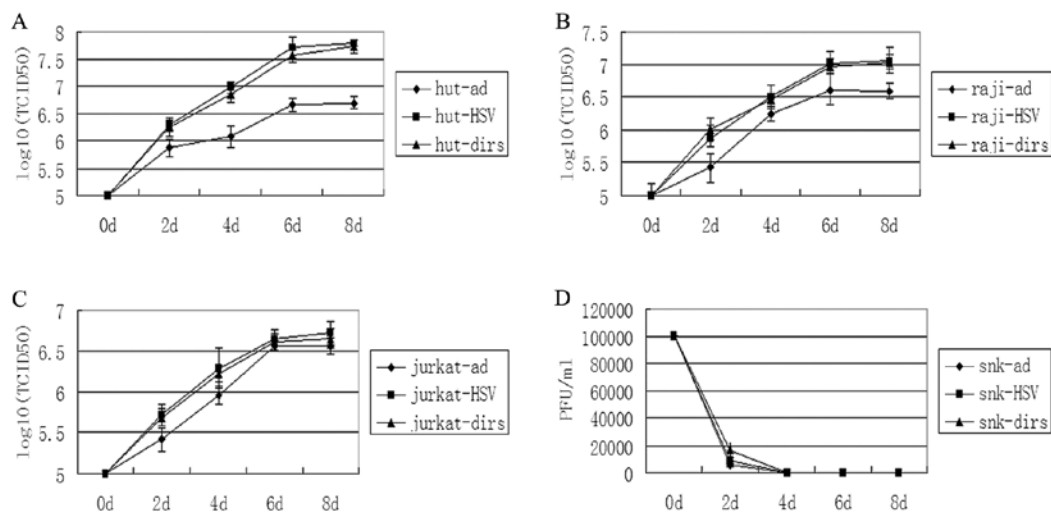 A
log10(TCID50)
8
7.5
7
6.5
6
5.5
5
0d 2d 4d 6d 8d
hut-ad
hut-HSV
hut-dirs
B
log10(TCID50)
7.5
7
6.5
6
5.5
5
0d 2d 4d 6d 8d
raji-ad
raji-HSV
raji-dirs
C
log10(TCID50)
7
6.5
6
5.5
5
0d 2d 4d 6d 8d
jurkat-ad
jurkat-HSV
jurkat-dirs
D
PFU/ml
120000
100000
80000
60000
40000
20000
0
0d 2d 4d 6d 8d
snk-ad
snk-HSV
snk-dirs